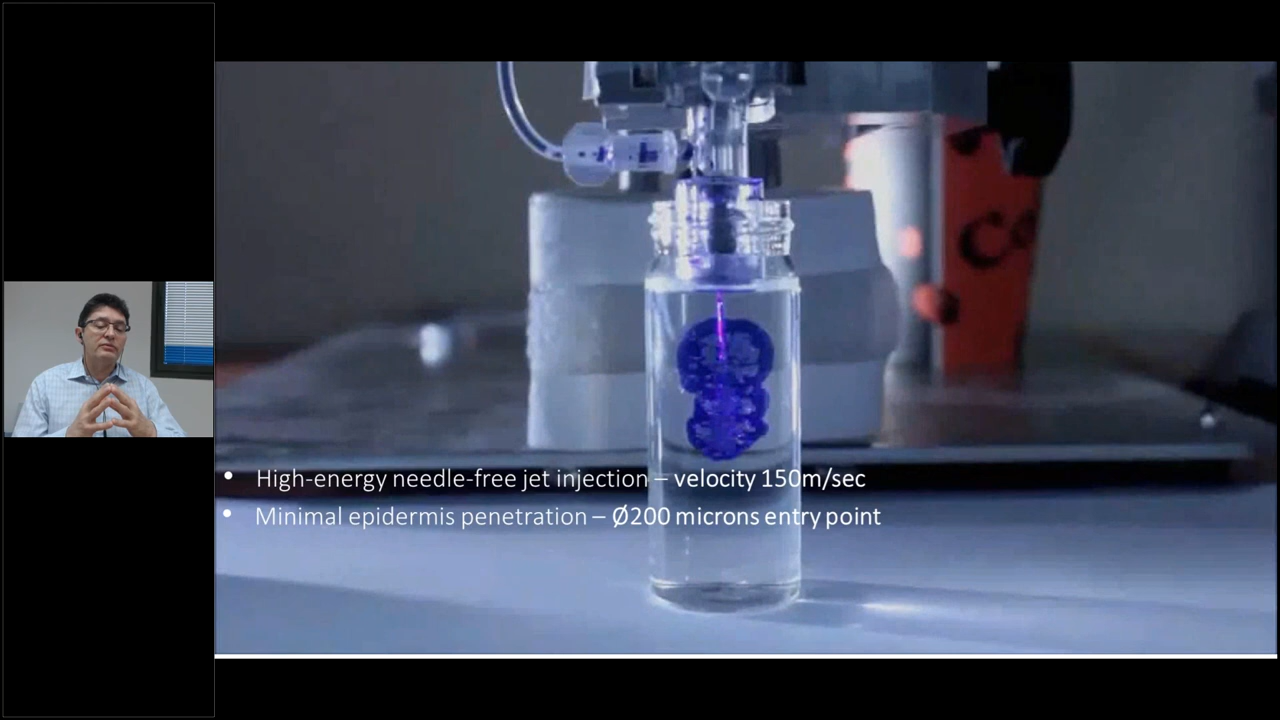 • High-energy needle-free jet injection – velocity 150m/sec
• Minimal epidermis penetration – Ø200 microns entry point